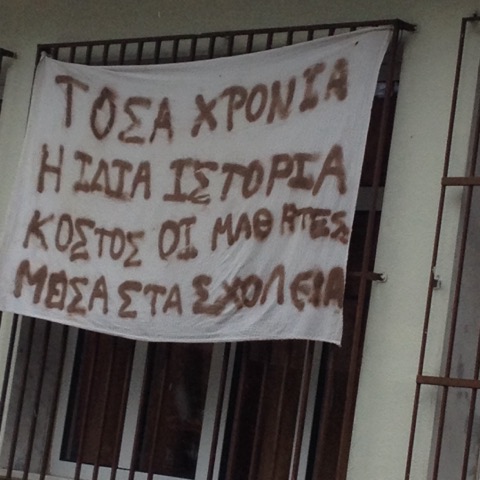 ΤΟΣΑ ΧΡΟΝΙΑ
Η ΙΔΙΑ ΙΣΤΟΡΙΑ
ΚΟΣΤΟΣ ΟΙ ΜΑΘΗΤΕΣ
ΜΕΣΑ ΣΤΑ ΣΧΟΛΕΙΑ